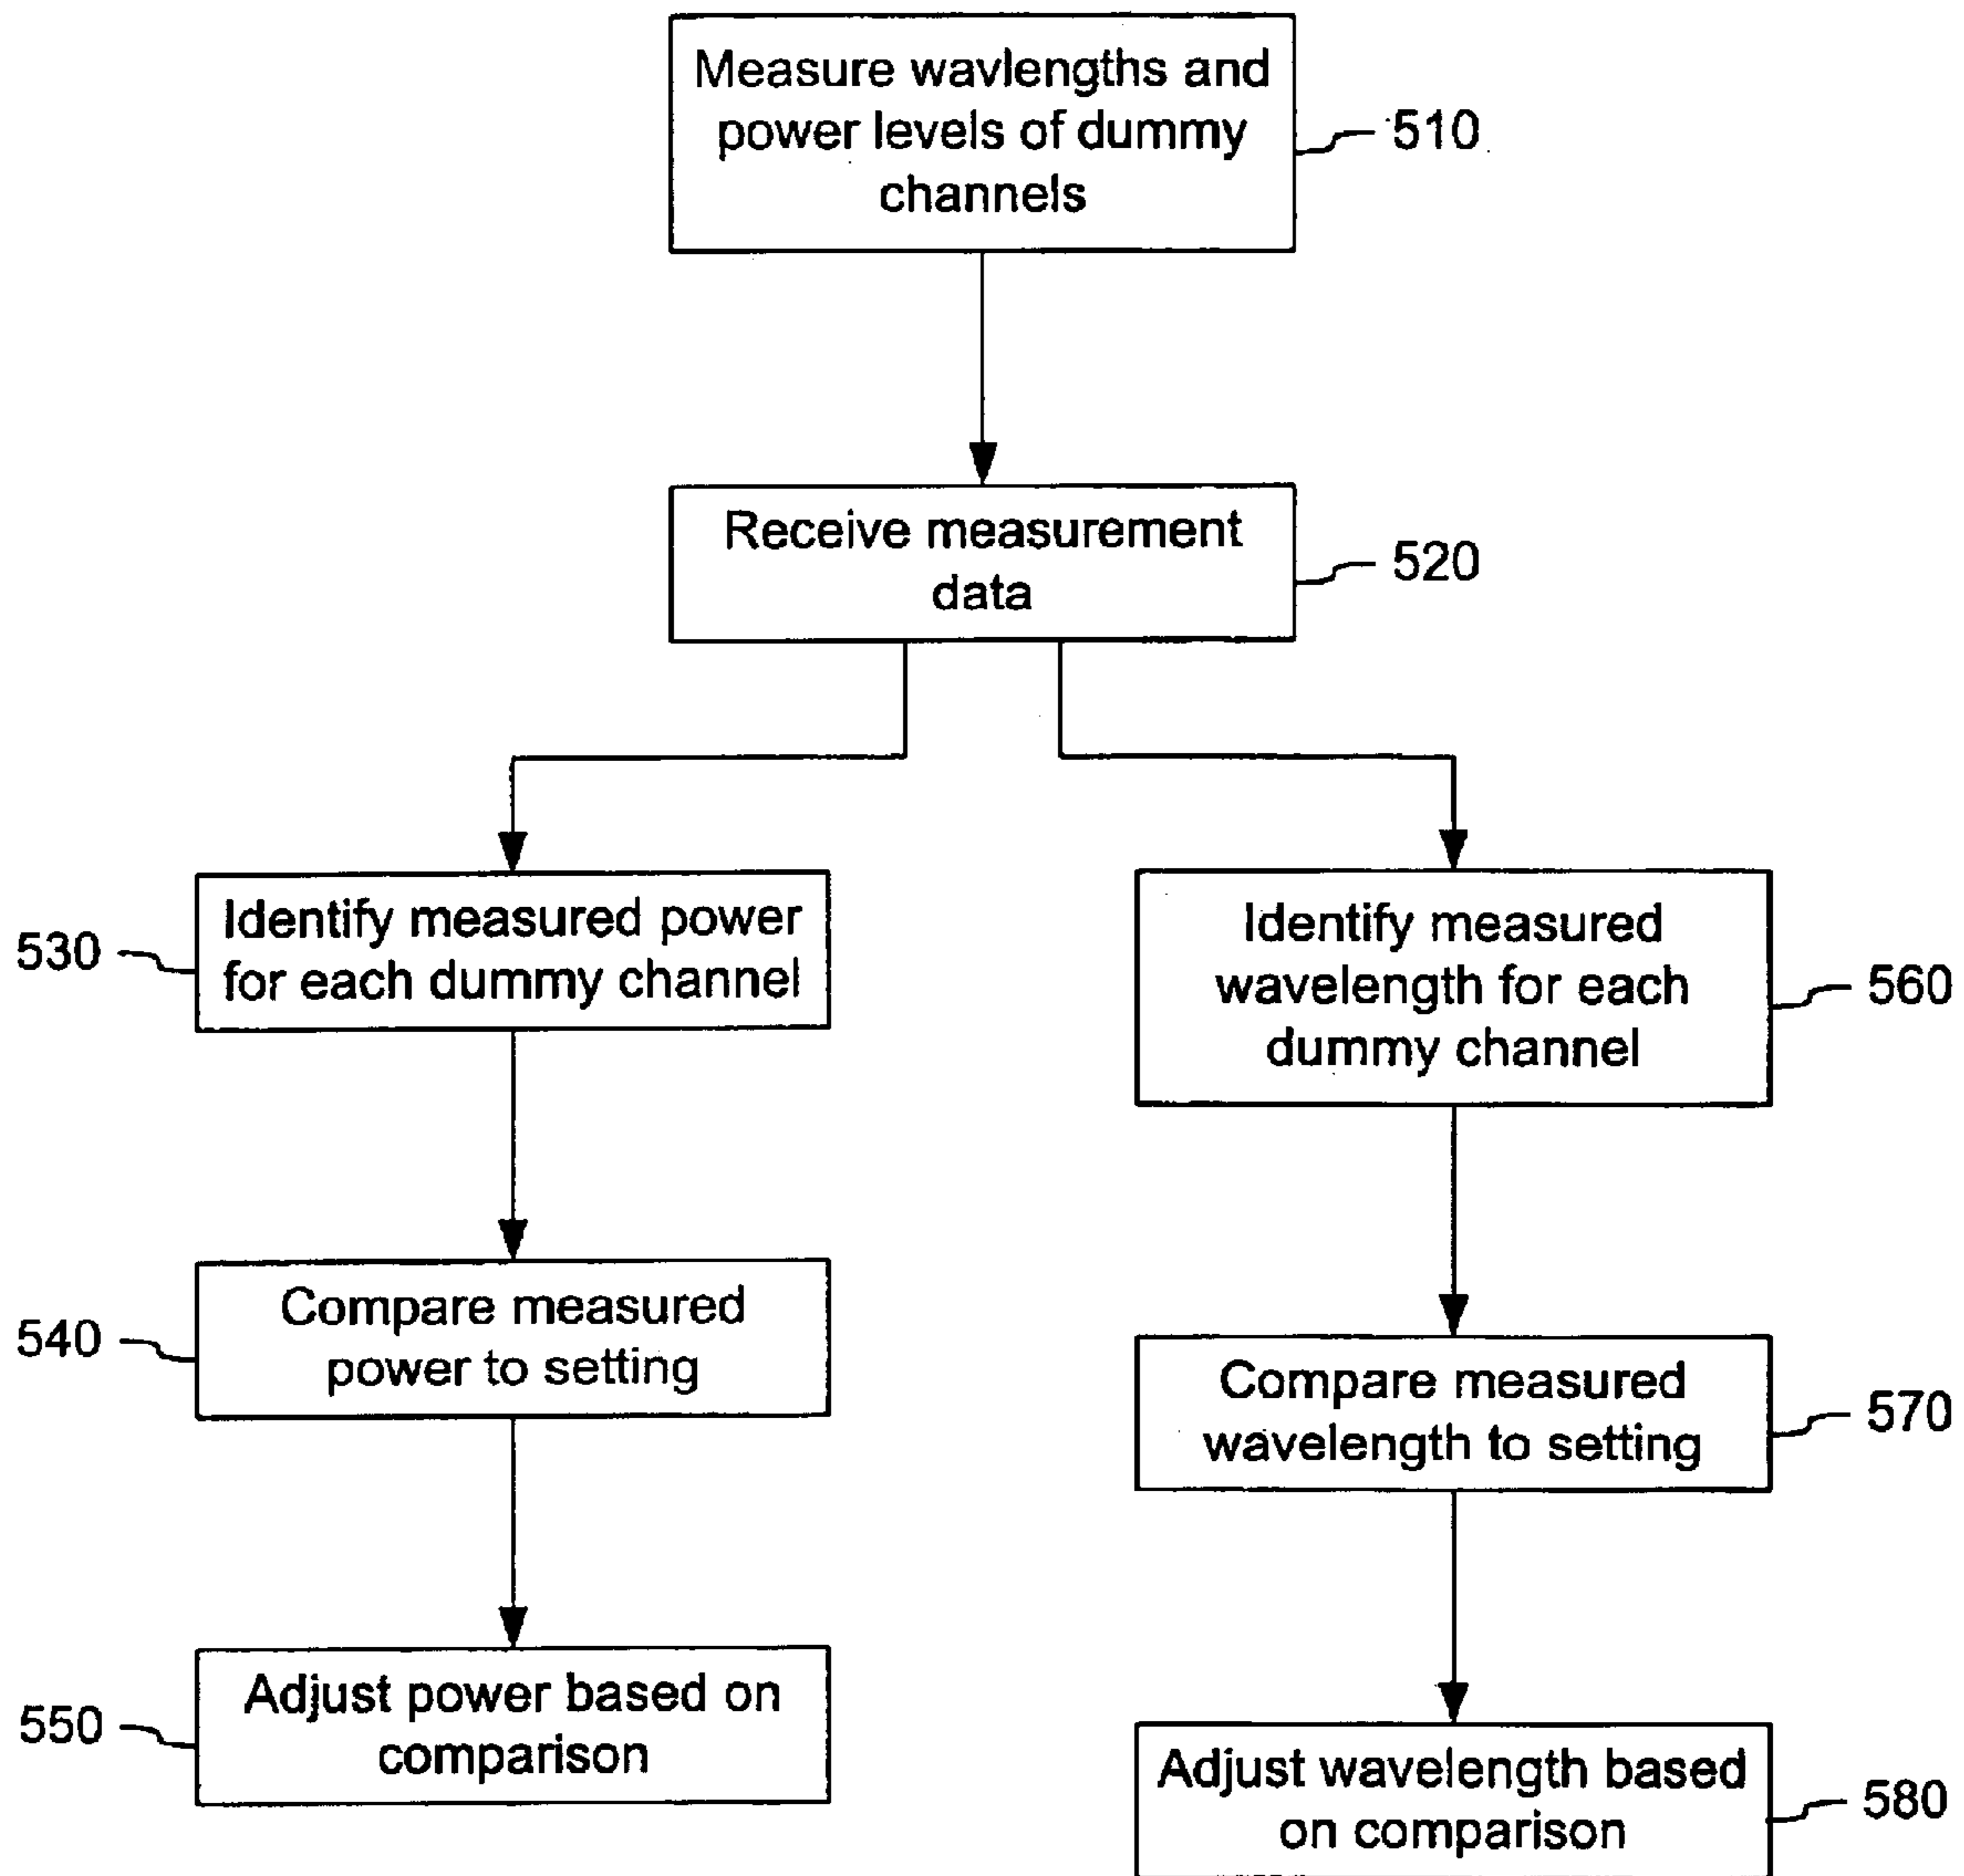 Measure wavlengths and
power levels of dummy
channels
510
Receive measurement
data
520
Identify measured power
for each dummy channel
530
Compare measured
power to setting
540
Adjust power based on
comparison
550
Identify measured
wavelength for each
dummy channel
560
Compare measured
wavelength to setting
570
Adjust wavelength based
on comparison
580